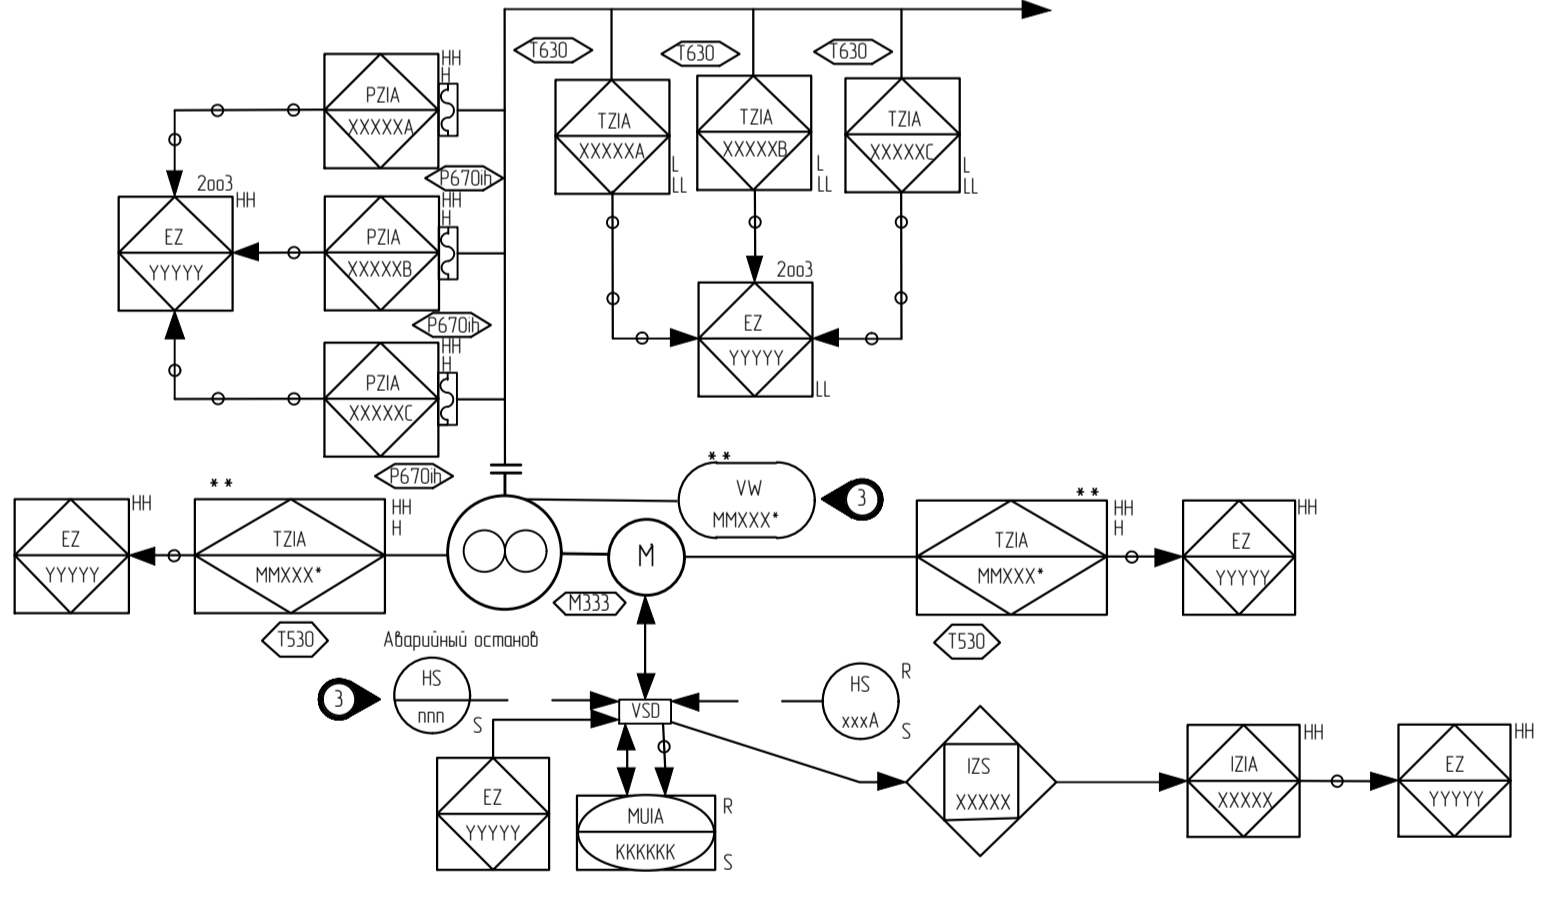 T630
T630
T630
HH
H
PZIA
XXXXXA
TZIA
XXXXXA
L
LL
TZIA
XXXXXB
L
LL
TZIA
XXXXXC
L
LL
P670ih
2oo3
HH
EZ
YYYYY
HH
H
PZIA
XXXXXB
2oo3
EZ
YYYYY
LL
P670ih
HH
H
PZIA
XXXXXC
P670ih
**
**
VW
MMXXX*
3
**
HH
EZ
YYYYY
TZIA
MMXXX*
HH
H
M
TZIA
MMXXX*
HH
H
EZ
YYYYY
HH
M333
T530
T530
Аварийный останов
3
HS
nnn
S
VSD
HS
xxxA
R
S
EZ
YYYYY
MUIA
KKKKKK
R
S
IZS
XXXXX
IZIA
XXXXX
HH
EZ
YYYYY
HH